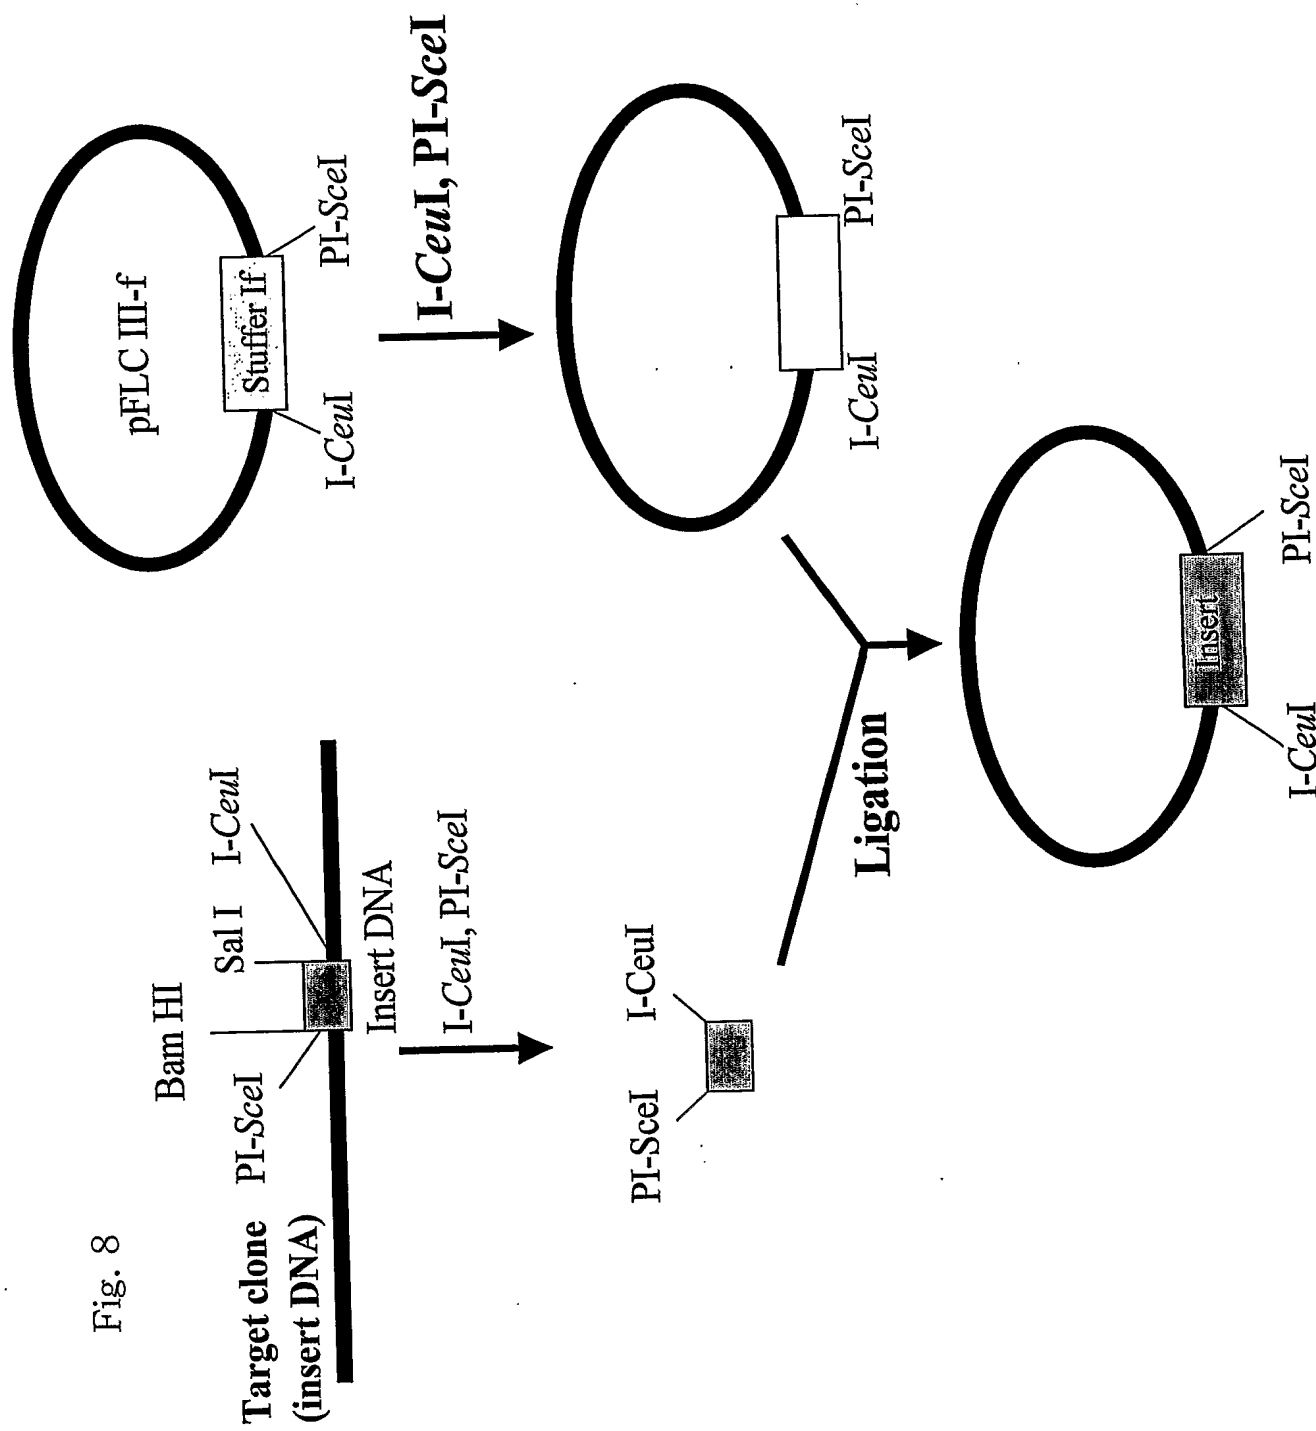 Fig. 8
Target clone
(insert DNA)
Bam HI
PI-SceI
Sal I
I-CeuI
Insert DNA
I-CeuI, PI-SceI
PI-SceI
I-CeuI
pFLC III-f
Stuffer If
I-CeuI
PI-SceI
I-CeuI, PI-SceI
I-CeuI
PI-SceI
Ligation
Insert
I-CeuI
PI-SceI